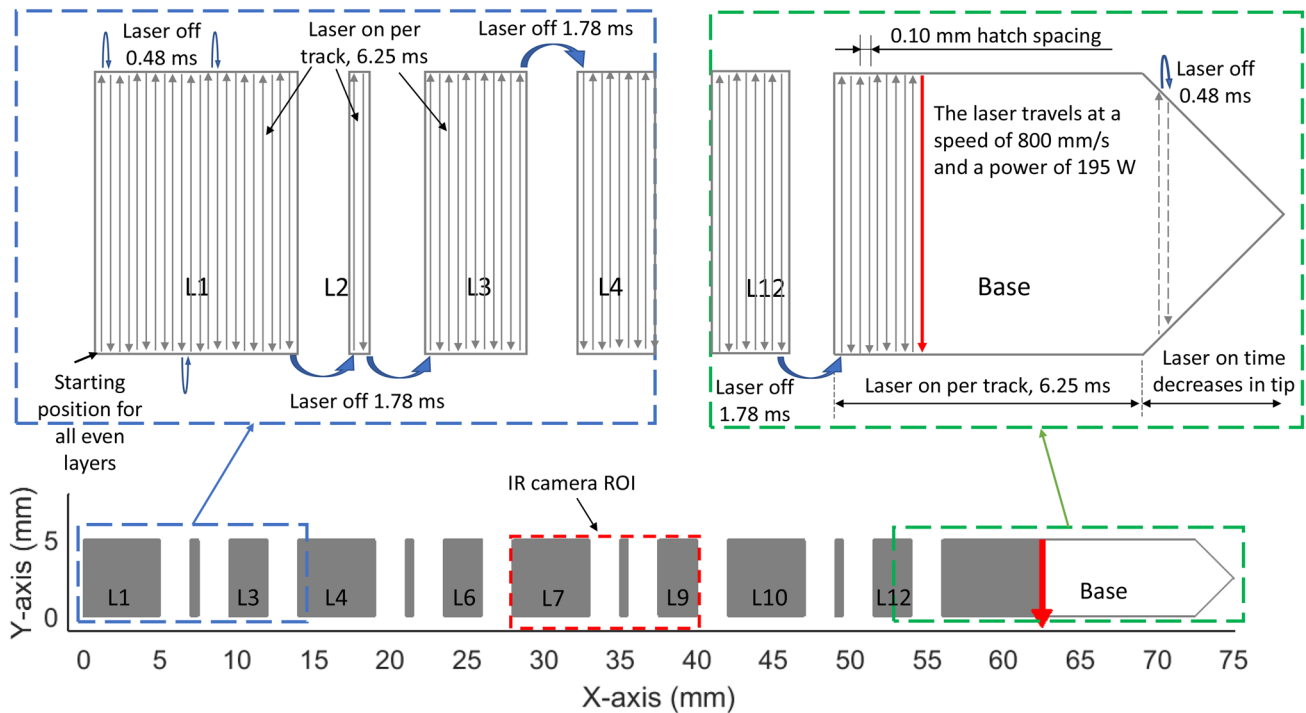 Laser off
0.48 ms
Laser on per
track, 6.25 ms
Laser off 1.78 ms
L1
L2
L3
L4
Starting
position for
all even
layers
Laser off 1.78 ms
0.10 mm hatch spacing
Laser off
0.48 ms
The laser travels at a
speed of 800 mm/s
and a power of 195 W
L12
Base
Laser off
1.78 ms
Laser on per track, 6.25 ms
Laser on time
decreases in tip
IR camera ROI
Y-axis (mm)
5
0
L1
L3
L4
L6
L7
L9
L10
L12
Base
0 5 10 15 20 25 30 35 40 45 50 55 60 65 70 75
X-axis (mm)